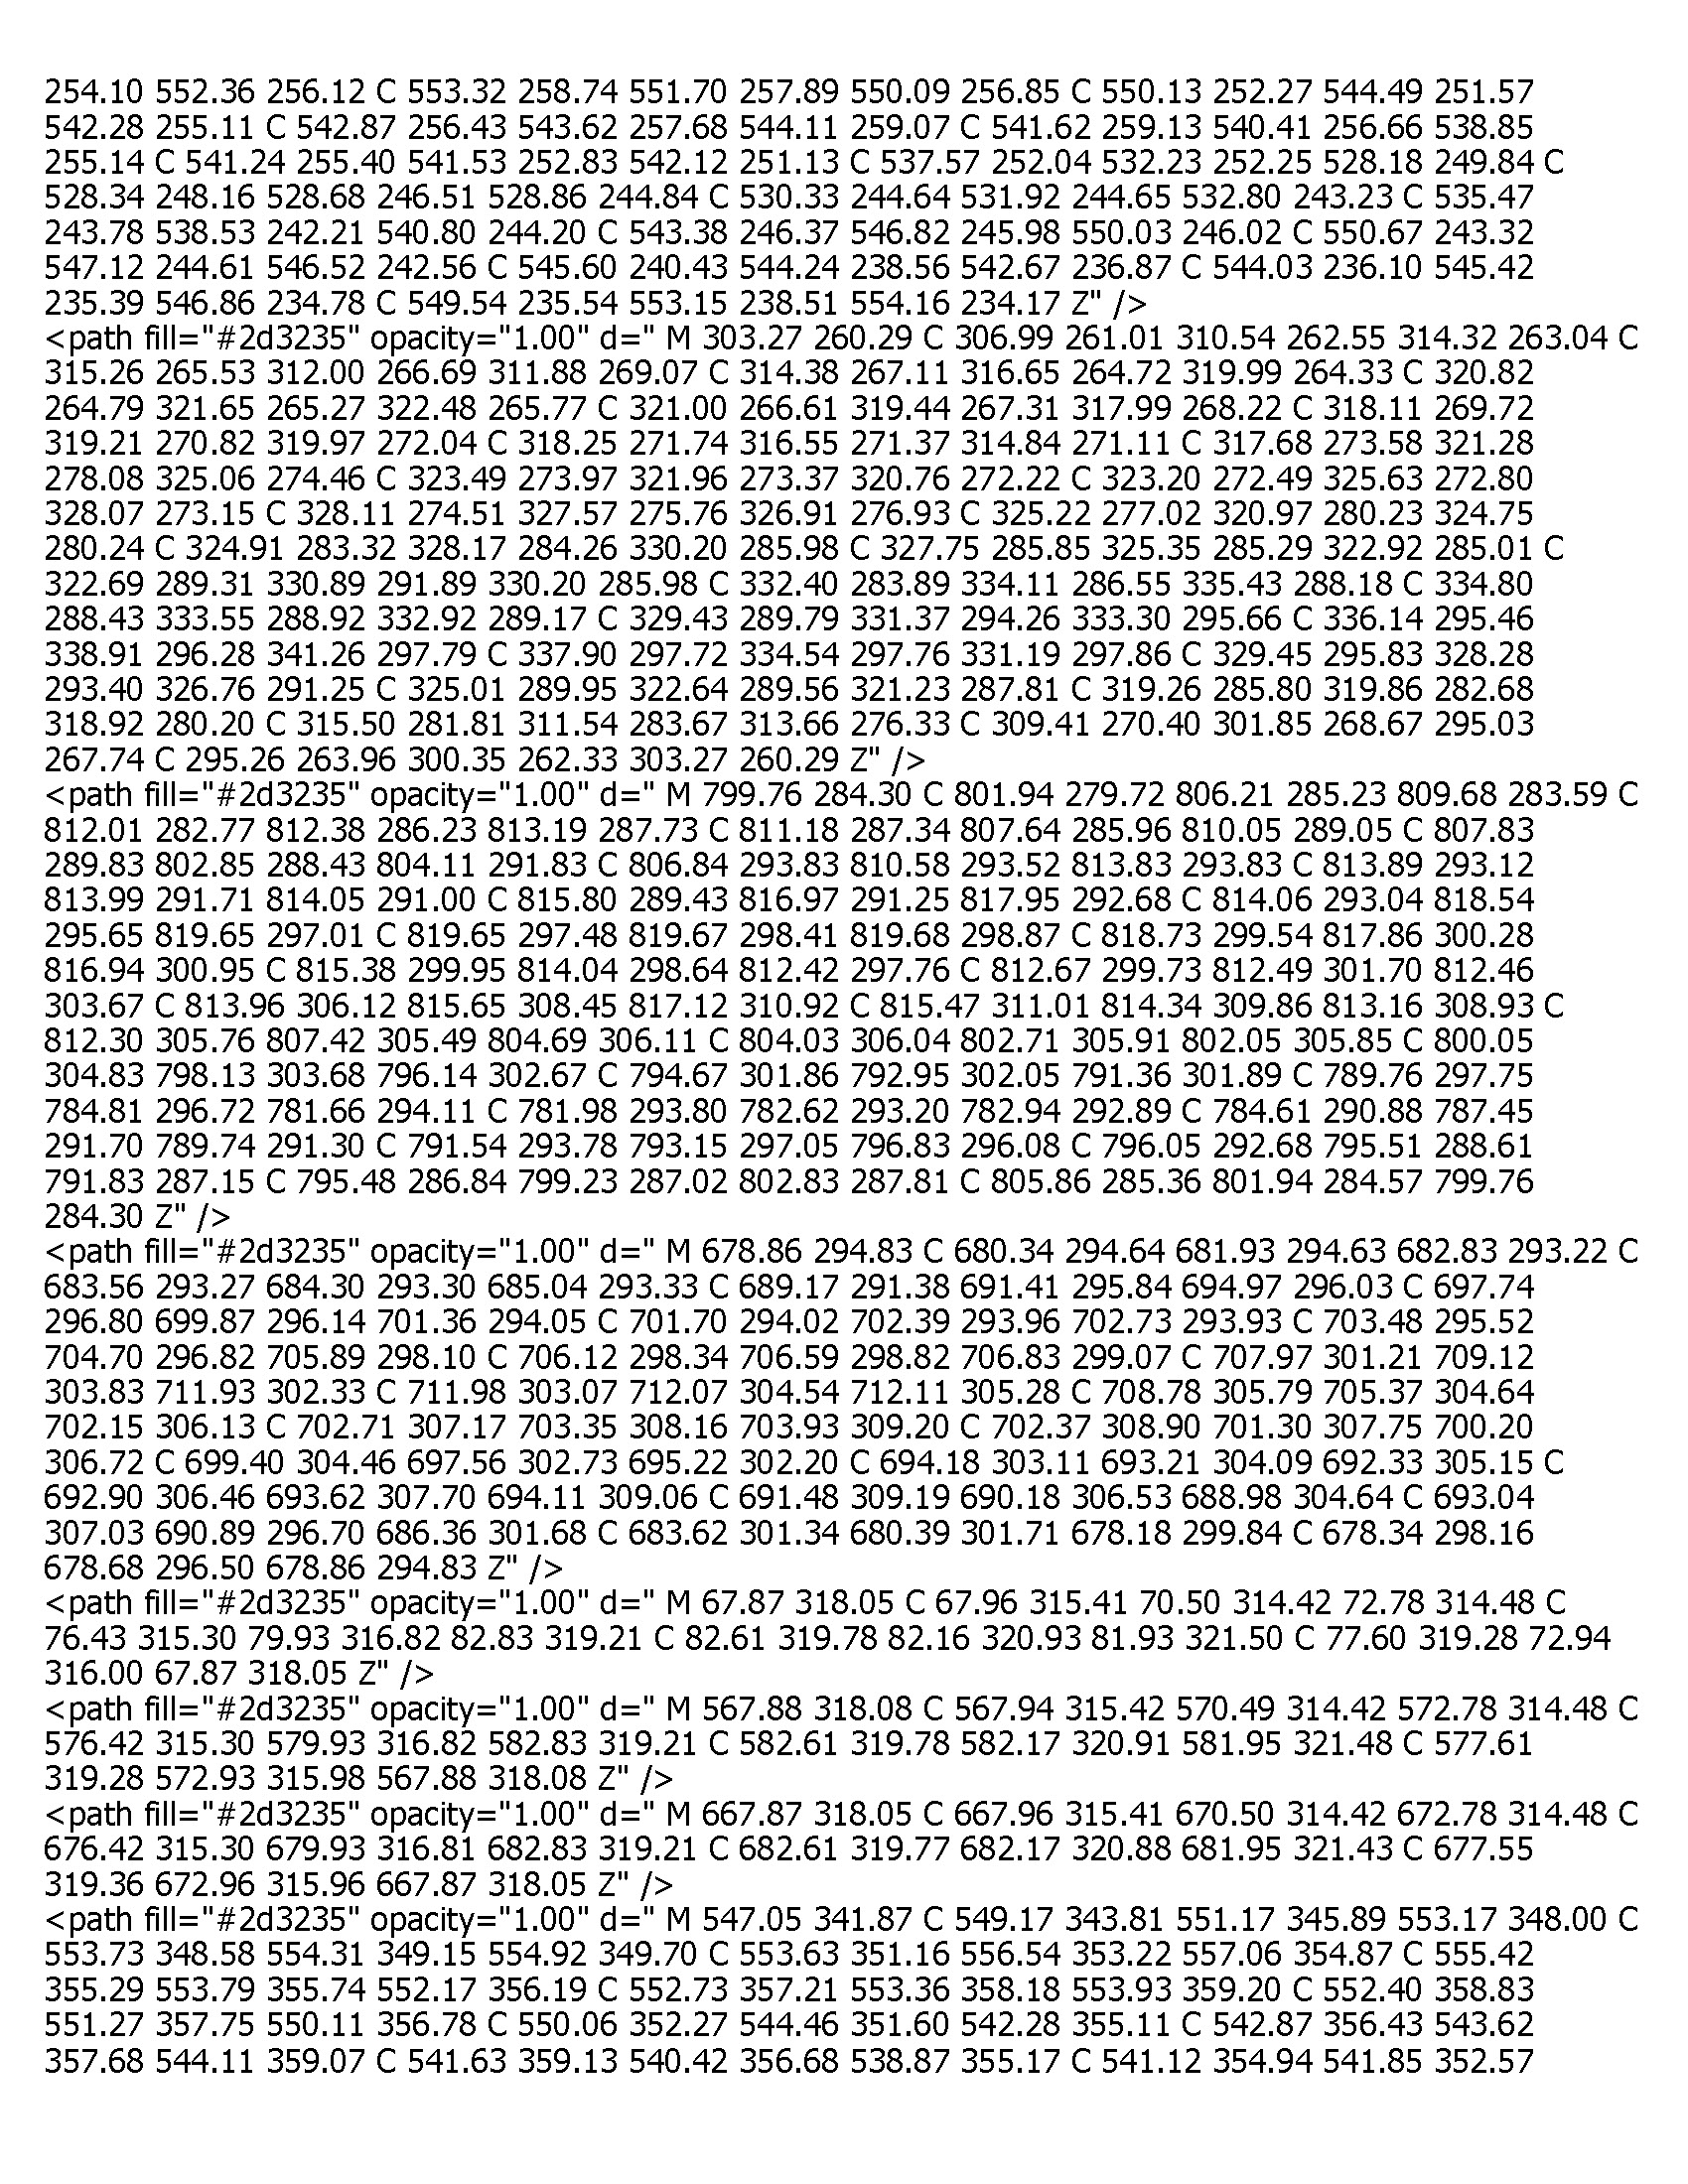 254.10 552.36 256.12 C 553.32 258.74 551.70 257.89 550.09 256.85 C 550.13 252.27 544.49 251.57
542.28 255.11 C 542.87 256.43 543.62 257.68 544.11 259.07 C 541.62 259.13 540.41 256.66 538.85
255.14 C 541.24 255.40 541.53 252.83 542.12 251.13 C 537.57 252.04 532.23 252.25 528.18 249.84 C
528.34 248.16 528.68 246.51 528.86 244.84 C 530.33 244.64 531.92 244.65 532.80 243.23 C 535.47
243.78 538.53 242.21 540.80 244.20 C 543.38 246.37 546.82 245.98 550.03 246.02 C 550.67 243.32
547.12 244.61 546.52 242.56 C 545.60 240.43 544.24 238.56 542.67 236.87 C 544.03 236.10 545.42
235.39 546.86 234.78 C 549.54 235.54 553.15 238.51 554.16 234.17 Z" />
<path fill="#2d3235" opacity="1.00" d=" M 303.27 260.29 C 306.99 261.01 310.54 262.55 314.32 263.04 C
315.26 265.53 312.00 266.69 311.88 269.07 C 314.38 267.11 316.65 264.72 319.99 264.33 C 320.82
264.79 321.65 265.27 322.48 265.77 C 321.00 266.61 319.44 267.31 317.99 268.22 C 318.11 269.72
319.21 270.82 319.97 272.04 C 318.25 271.74 316.55 271.37 314.84 271.11 C 317.68 273.58 321.28
278.08 325.06 274.46 C 323.49 273.97 321.96 273.37 320.76 272.22 C 323.20 272.49 325.63 272.80
328.07 273.15 C 328.11 274.51 327.57 275.76 326.91 276.93 C 325.22 277.02 320.97 280.23 324.75
280.24 C 324.91 283.32 328.17 284.26 330.20 285.98 C 327.75 285.85 325.35 285.29 322.92 285.01 C
322.69 289.31 330.89 291.89 330.20 285.98 C 332.40 283.89 334.11 286.55 335.43 288.18 C 334.80
288.43 333.55 288.92 332.92 289.17 C 329.43 289.79 331.37 294.26 333.30 295.66 C 336.14 295.46
338.91 296.28 341.26 297.79 C 337.90 297.72 334.54 297.76 331.19 297.86 C 329.45 295.83 328.28
293.40 326.76 291.25 C 325.01 289.95 322.64 289.56 321.23 287.81 C 319.26 285.80 319.86 282.68
318.92 280.20 C 315.50 281.81 311.54 283.67 313.66 276.33 C 309.41 270.40 301.85 268.67 295.03
267.74 C 295.26 263.96 300.35 262.33 303.27 260.29 Z" />
<path fill="#2d3235" opacity="1.00" d=" M 799.76 284.30 C 801.94 279.72 806.21 285.23 809.68 283.59 C
812.01 282.77 812.38 286.23 813.19 287.73 C 811.18 287.34 807.64 285.96 810.05 289.05 C 807.83
289.83 802.85 288.43 804.11 291.83 C 806.84 293.83 810.58 293.52 813.83 293.83 C 813.89 293.12
813.99 291.71 814.05 291.00 C 815.80 289.43 816.97 291.25 817.95 292.68 C 814.06 293.04 818.54
295.65 819.65 297.01 C 819.65 297.48 819.67 298.41 819.68 298.87 C 818.73 299.54 817.86 300.28
816.94 300.95 C 815.38 299.95 814.04 298.64 812.42 297.76 C 812.67 299.73 812.49 301.70 812.46
303.67 C 813.96 306.12 815.65 308.45 817.12 310.92 C 815.47 311.01 814.34 309.86 813.16 308.93 C
812.30 305.76 807.42 305.49 804.69 306.11 C 804.03 306.04 802.71 305.91 802.05 305.85 C 800.05
304.83 798.13 303.68 796.14 302.67 C 794.67 301.86 792.95 302.05 791.36 301.89 C 789.76 297.75
784.81 296.72 781.66 294.11 C 781.98 293.80 782.62 293.20 782.94 292.89 C 784.61 290.88 787.45
291.70 789.74 291.30 C 791.54 293.78 793.15 297.05 796.83 296.08 C 796.05 292.68 795.51 288.61
791.83 287.15 C 795.48 286.84 799.23 287.02 802.83 287.81 C 805.86 285.36 801.94 284.57 799.76
284.30 Z" />
<path fill="#2d3235" opacity="1.00" d=" M 678.86 294.83 C 680.34 294.64 681.93 294.63 682.83 293.22 C
683.56 293.27 684.30 293.30 685.04 293.33 C 689.17 291.38 691.41 295.84 694.97 296.03 C 697.74
296.80 699.87 296.14 701.36 294.05 C 701.70 294.02 702.39 293.96 702.73 293.93 C 703.48 295.52
704.70 296.82 705.89 298.10 C 706.12 298.34 706.59 298.82 706.83 299.07 C 707.97 301.21 709.12
303.83 711.93 302.33 C 711.98 303.07 712.07 304.54 712.11 305.28 C 708.78 305.79 705.37 304.64
702.15 306.13 C 702.71 307.17 703.35 308.16 703.93 309.20 C 702.37 308.90 701.30 307.75 700.20
306.72 C 699.40 304.46 697.56 302.73 695.22 302.20 C 694.18 303.11 693.21 304.09 692.33 305.15 C
692.90 306.46 693.62 307.70 694.11 309.06 C 691.48 309.19 690.18 306.53 688.98 304.64 C 693.04
307.03 690.89 296.70 686.36 301.68 C 683.62 301.34 680.39 301.71 678.18 299.84 C 678.34 298.16
678.68 296.50 678.86 294.83 Z" />
<path fill="#2d3235" opacity="1.00" d=" M 67.87 318.05 C 67.96 315.41 70.50 314.42 72.78 314.48 C
76.43 315.30 79.93 316.82 82.83 319.21 C 82.61 319.78 82.16 320.93 81.93 321.50 C 77.60 319.28 72.94
316.00 67.87 318.05 Z" />
<path fill="#2d3235" opacity="1.00" d=" M 567.88 318.08 C 567.94 315.42 570.49 314.42 572.78 314.48 C
576.42 315.30 579.93 316.82 582.83 319.21 C 582.61 319.78 582.17 320.91 581.95 321.48 C 577.61
319.28 572.93 315.98 567.88 318.08 Z" />
<path fill="#2d3235" opacity="1.00" d=" M 667.87 318.05 C 667.96 315.41 670.50 314.42 672.78 314.48 C
676.42 315.30 679.93 316.81 682.83 319.21 C 682.61 319.77 682.17 320.88 681.95 321.43 C 677.55
319.36 672.96 315.96 667.87 318.05 Z" />
<path fill="#2d3235" opacity="1.00" d=" M 547.05 341.87 C 549.17 343.81 551.17 345.89 553.17 348.00 C
553.73 348.58 554.31 349.15 554.92 349.70 C 553.63 351.16 556.54 353.22 557.06 354.87 C 555.42
355.29 553.79 355.74 552.17 356.19 C 552.73 357.21 553.36 358.18 553.93 359.20 C 552.40 358.83
551.27 357.75 550.11 356.78 C 550.06 352.27 544.46 351.60 542.28 355.11 C 542.87 356.43 543.62
357.68 544.11 359.07 C 541.63 359.13 540.42 356.68 538.87 355.17 C 541.12 354.94 541.85 352.57